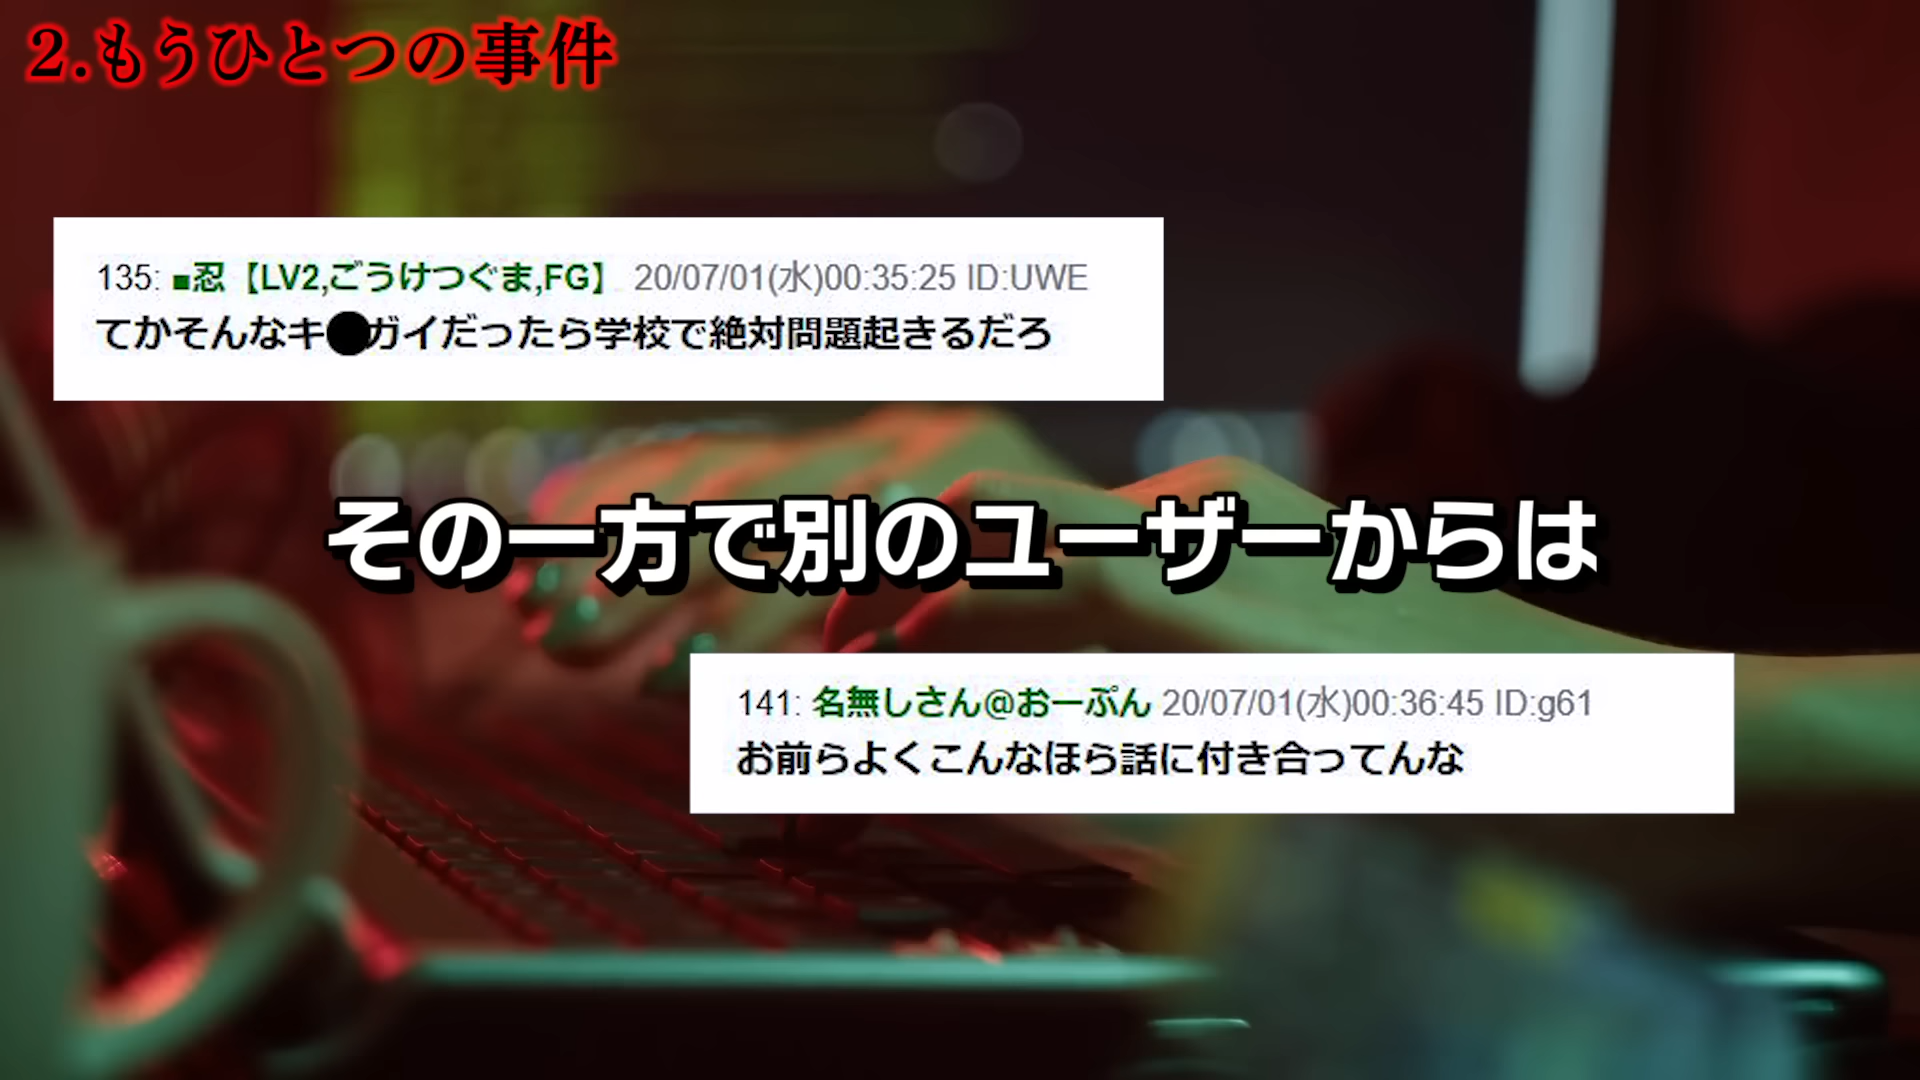 2.もうひとつの事件
135: ■忍【LV2,ごうけつぐま,FG】 20/07/01(水)00:35:25 ID:UWE
てかそんなキ●ガイだったら学校で絶対問題起きるだろ
その一方で別のユーザーからは
141: 名無しさん@おーぷん 20/07/01(水)00:36:45 ID:g61
お前らよくこんなほら話に付き合ってんな